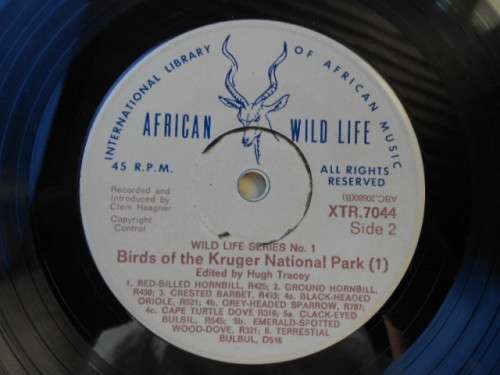 INTERNATIONAL LIBRARY OF AFRICAN MUSIC
AFRICAN WILD LIFE
45 R.P.M.
ALL RIGHTS
RESERVED
Recorded and
Introduced by
Clem Haagner
Copyright
Control
XTR.7044
Side 2
WILD LIFE SERIES No. 1
Birds of the Kruger National Park (1)
Edited by Hugh Tracey
1. RED-BILLED HORNBILL, R425; 2. GROUND HORNBILL,
R430; 3. CRESTED BARBET, R433; 4a. BLACK-HEADED
ORIOLE, R521; 4b. GREY-HEADED SPARROW, R787;
4c. CAPE TURTLE DOVE R316; 5a. CLACK-EYED
BULBIL, R545; 5b. EMERALD-SPOTTED
WOOD-DOVE, R321; 6. TERRESTIAL
BULBUL, D516